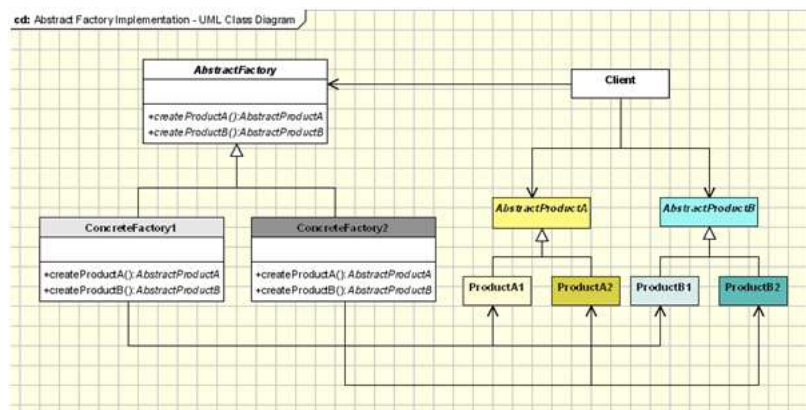 cd: Abstract Factory Implementation - UML Class Diagram
AbstractFactory
Client
+createProductA():AbstractProductA
+createProductB():AbstractProductB
AbstractProductA
AbstractProductB
ConcreteFactory1
ConcreteFactory2
+createProductA():AbstractProductA
+createProductB():AbstractProductB
+createProductA():AbstractProductA
+createProductB():AbstractProductB
ProductA1
ProductA2
ProductB1
ProductB2